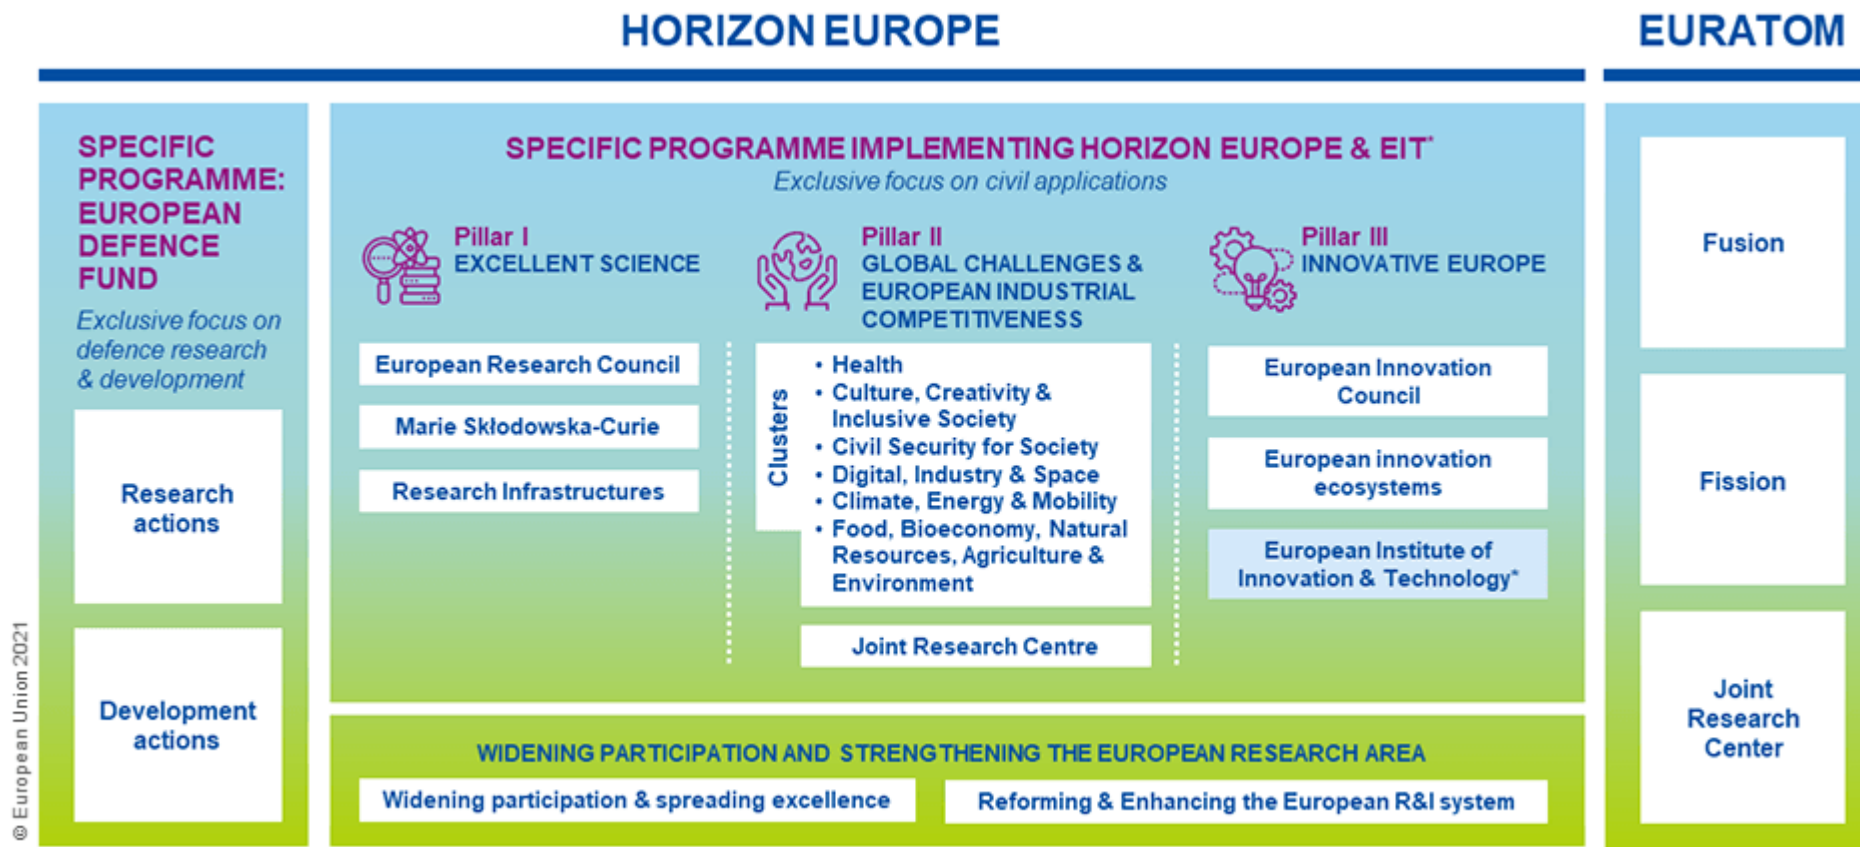 HORIZON EUROPE
EURATOM
SPECIFIC
PROGRAMME:
EUROPEAN
DEFENCE
FUND
Exclusive focus on
defence research
& development
Research
actions
Development
actions
SPECIFIC PROGRAMME IMPLEMENTING HORIZON EUROPE & EIT*
Exclusive focus on civil applications
Pillar I
EXCELLENT SCIENCE
European Research Council
Marie Skłodowska-Curie
Research Infrastructures
Pillar II
GLOBAL CHALLENGES &
EUROPEAN INDUSTRIAL
COMPETITIVENESS
Clusters
• Health
• Culture, Creativity &
Inclusive Society
• Civil Security for Society
• Digital, Industry & Space
• Climate, Energy & Mobility
• Food, Bioeconomy, Natural
Resources, Agriculture &
Environment
Joint Research Centre
Pillar III
INNOVATIVE EUROPE
European Innovation
Council
European innovation
ecosystems
European Institute of
Innovation & Technology*
WIDENING PARTICIPATION AND STRENGTHENING THE EUROPEAN RESEARCH AREA
Widening participation & spreading excellence
Reforming & Enhancing the European R&I system
Fusion
Fission
Joint
Research
Center
© European Union 2021